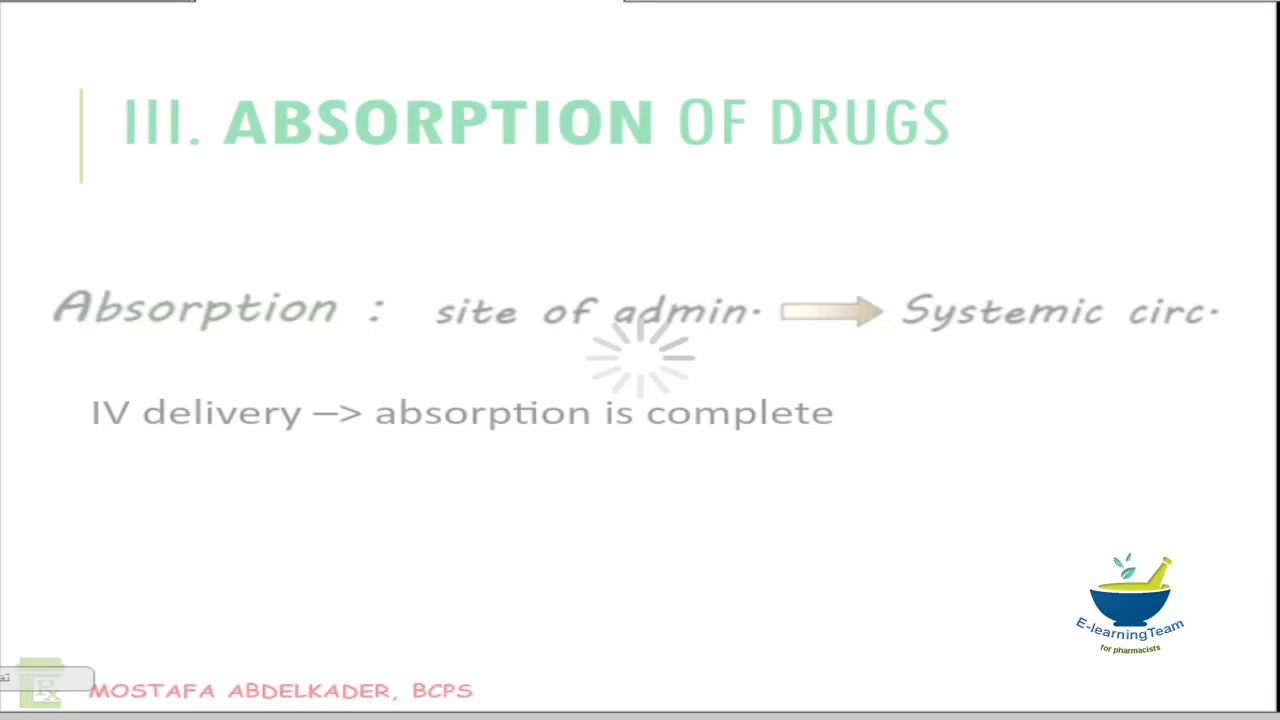 III. ABSORPTION OF DRUGS
Absorption : site of admin. Systemic circ.
IV delivery –> absorption is complete
E-learningTeam
for pharmacists
Rx
MOSTAFA ABDELKADER, BCPS